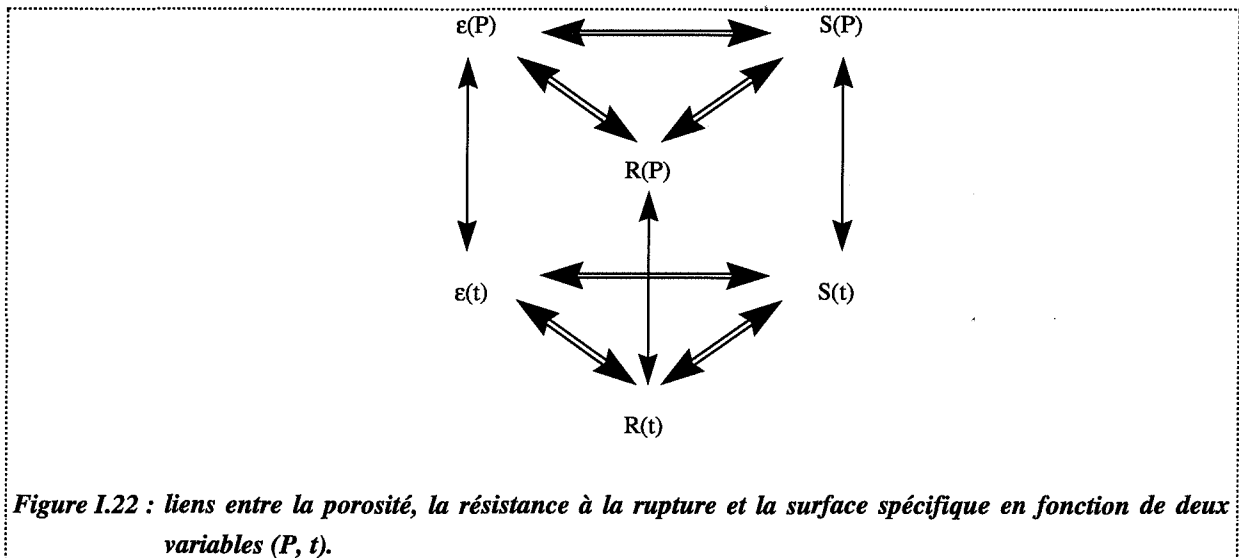 ε(P) S(P)
R(P)
ε(t) S(t)
R(t)
Figure I.22 : liens entre la porosité, la résistance à la rupture et la surface spécifique en fonction de deux
variables (P, t).